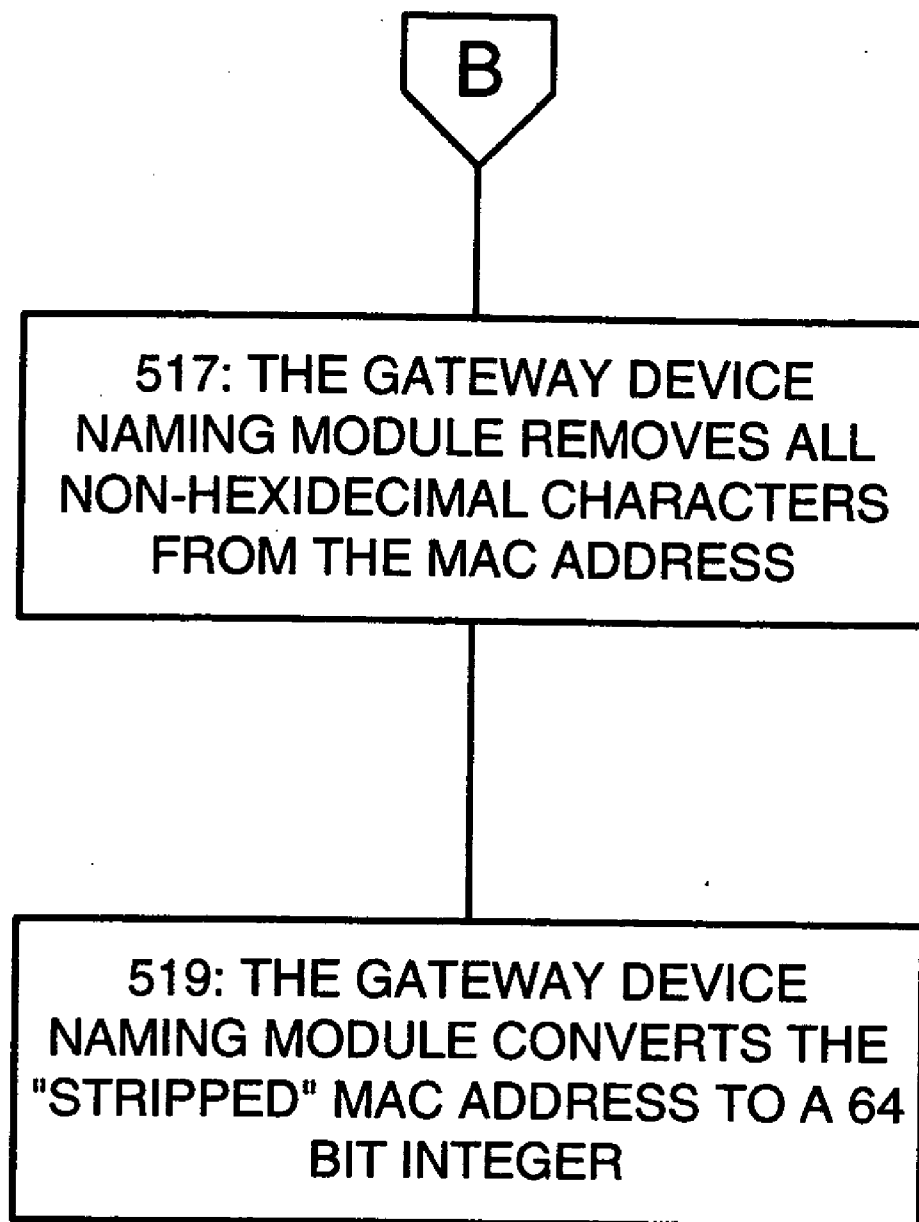 B
517: THE GATEWAY DEVICE
NAMING MODULE REMOVES ALL
NON-HEXIDECIMAL CHARACTERS
FROM THE MAC ADDRESS
519: THE GATEWAY DEVICE
NAMING MODULE CONVERTS THE
"STRIPPED" MAC ADDRESS TO A 64
BIT INTEGER